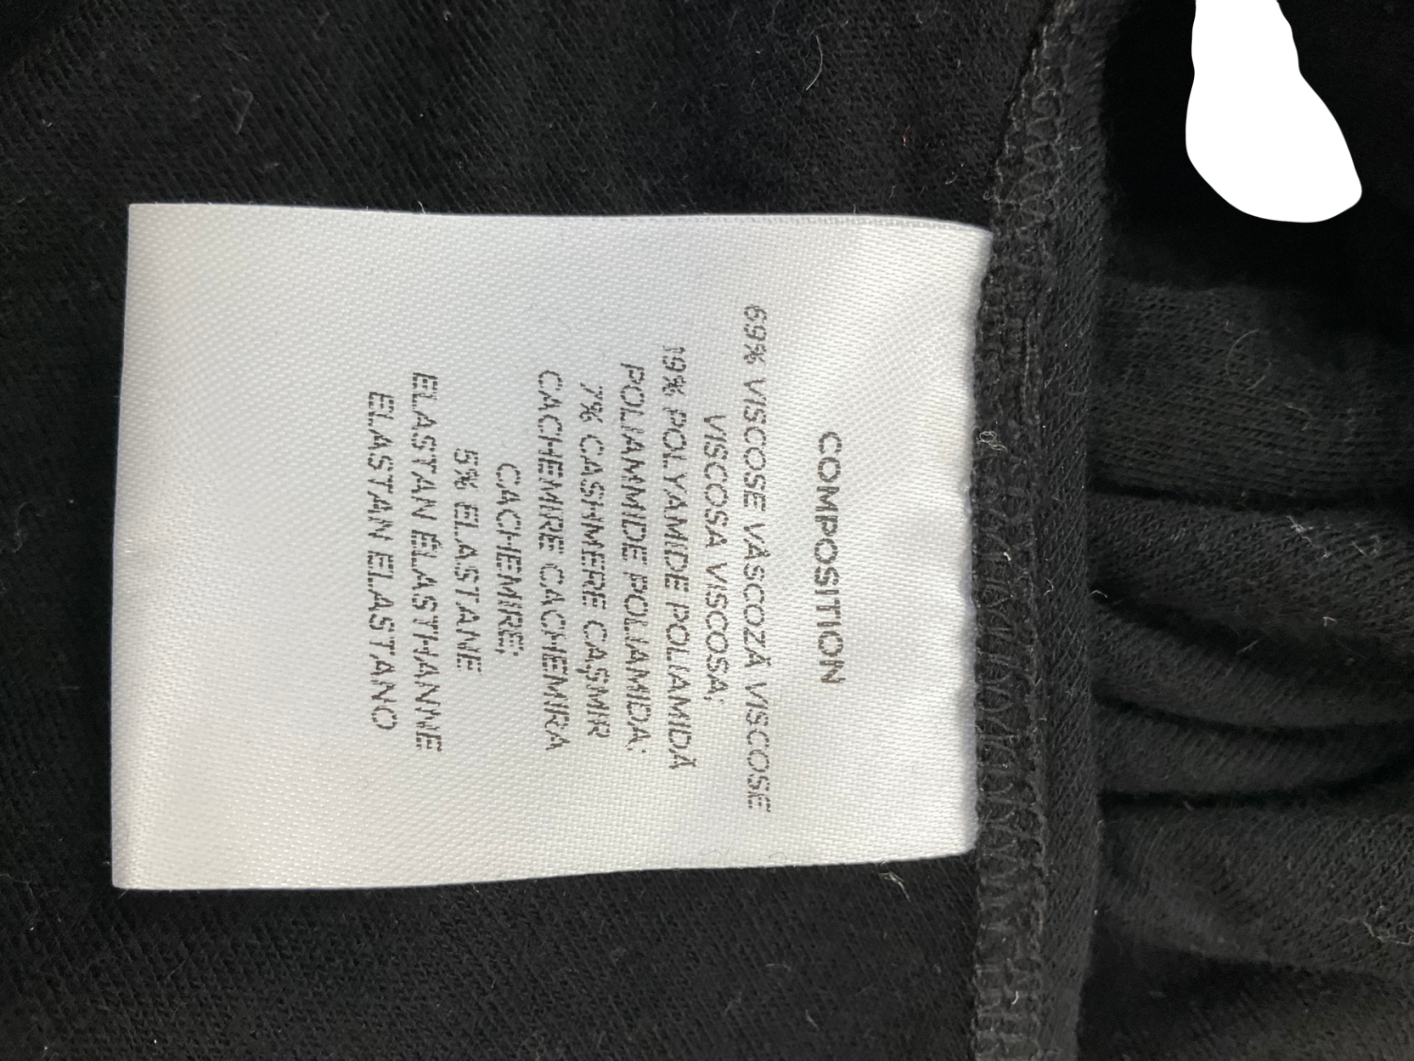 COMPOSITION
69% VISCOSE VÂSCOZĂ VISCOSE
VISCOSA VISCOSA;
19% POLYAMIDE POLIAMIDĂ
POLIAMMIDE POLIAMIDA;
7% CASHMERE CAŞMIR
CACHEMIRE CACHEMIRA
CACHEMIRE;
5% ELASTANE
ELASTAN ÉLASTHANNE
ELASTAN ELASTANO